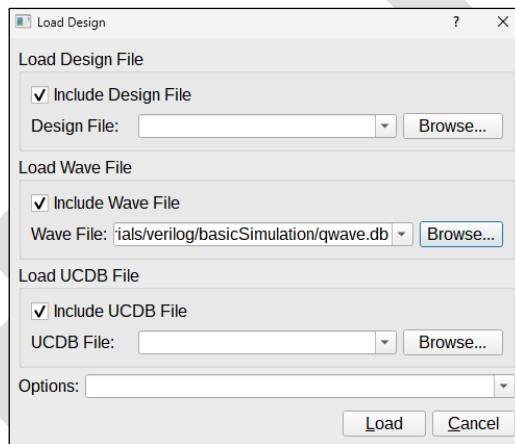 Load Design ?
Load Design File
Include Design File
Design File: Browse...
Load Wave File
Include Wave File
Wave File: rials/verilog/basicSimulation/qwave.db Browse...
Load UCDB File
Include UCDB File
UCDB File: Browse...
Options:
Load Cancel